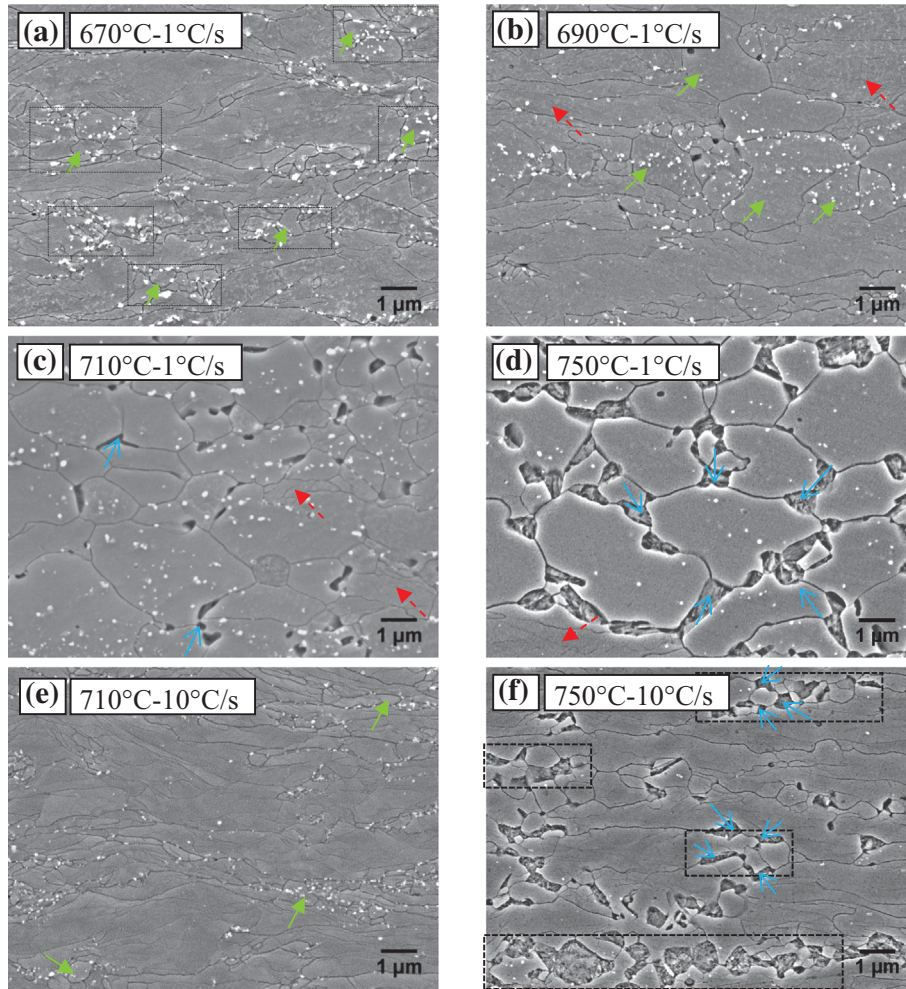 (a) 670°C-1°C/s
1 μm
(b) 690°C-1°C/s
1 μm
(c) 710°C-1°C/s
1 μm
(d) 750°C-1°C/s
1 μm
(e) 710°C-10°C/s
1 μm
(f) 750°C-10°C/s
1 μm